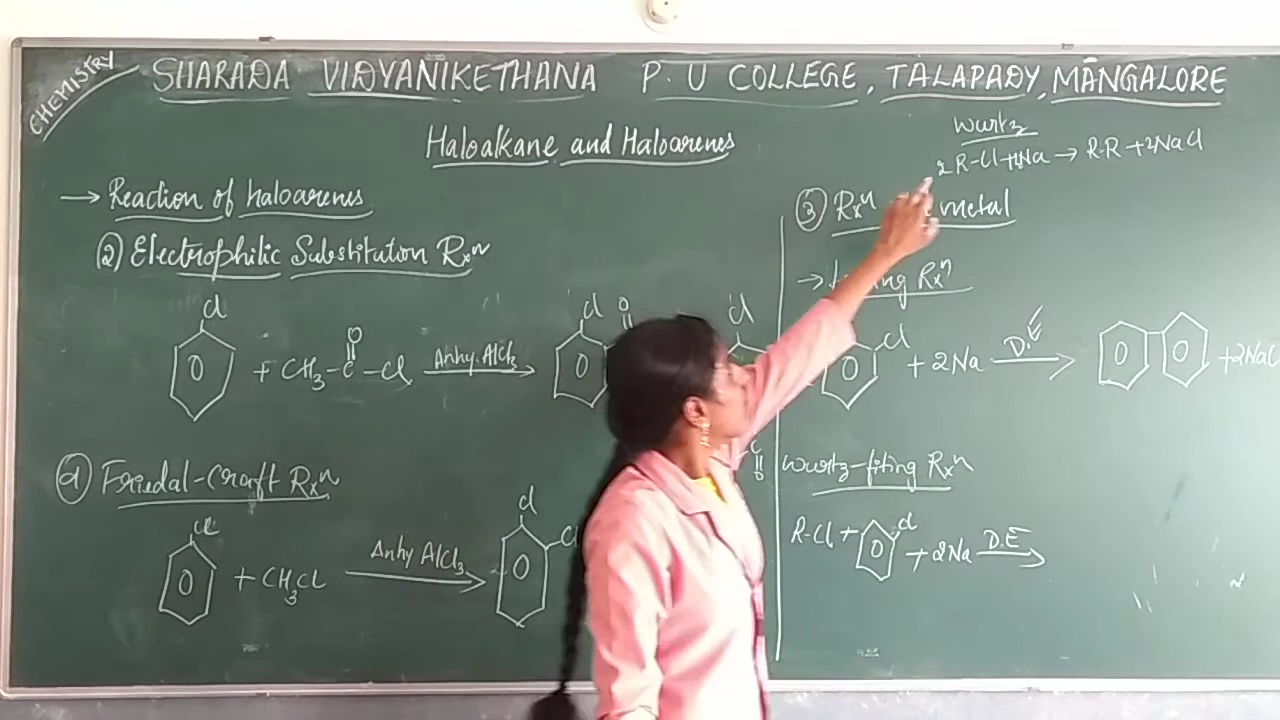 CHEMISTRY
SHARADA VIDYANIKETHANA P. U COLLEGE, TALAPADY, MANGALORE
Haloalkane and Haloarenes
→ Reaction of haloarenes
(2) Electrophilic Substitution Rxn
Cl
+ CH3-C-Cl
O
Anhy. AlCl3
Cl
O
Cl
a) Friedal-Craft Rxn
Cl
+ CH3Cl
Anhy AlCl3
Cl
C
O
Wurtz
2R-Cl + 2Na → R-R + 2NaCl
(3) Rxn metal
→ Rxn
Cl
+ 2Na
D.E
+ 2NaCl
Wurtz-fiting Rxn
R-Cl +
Cl
+ 2Na
D.E